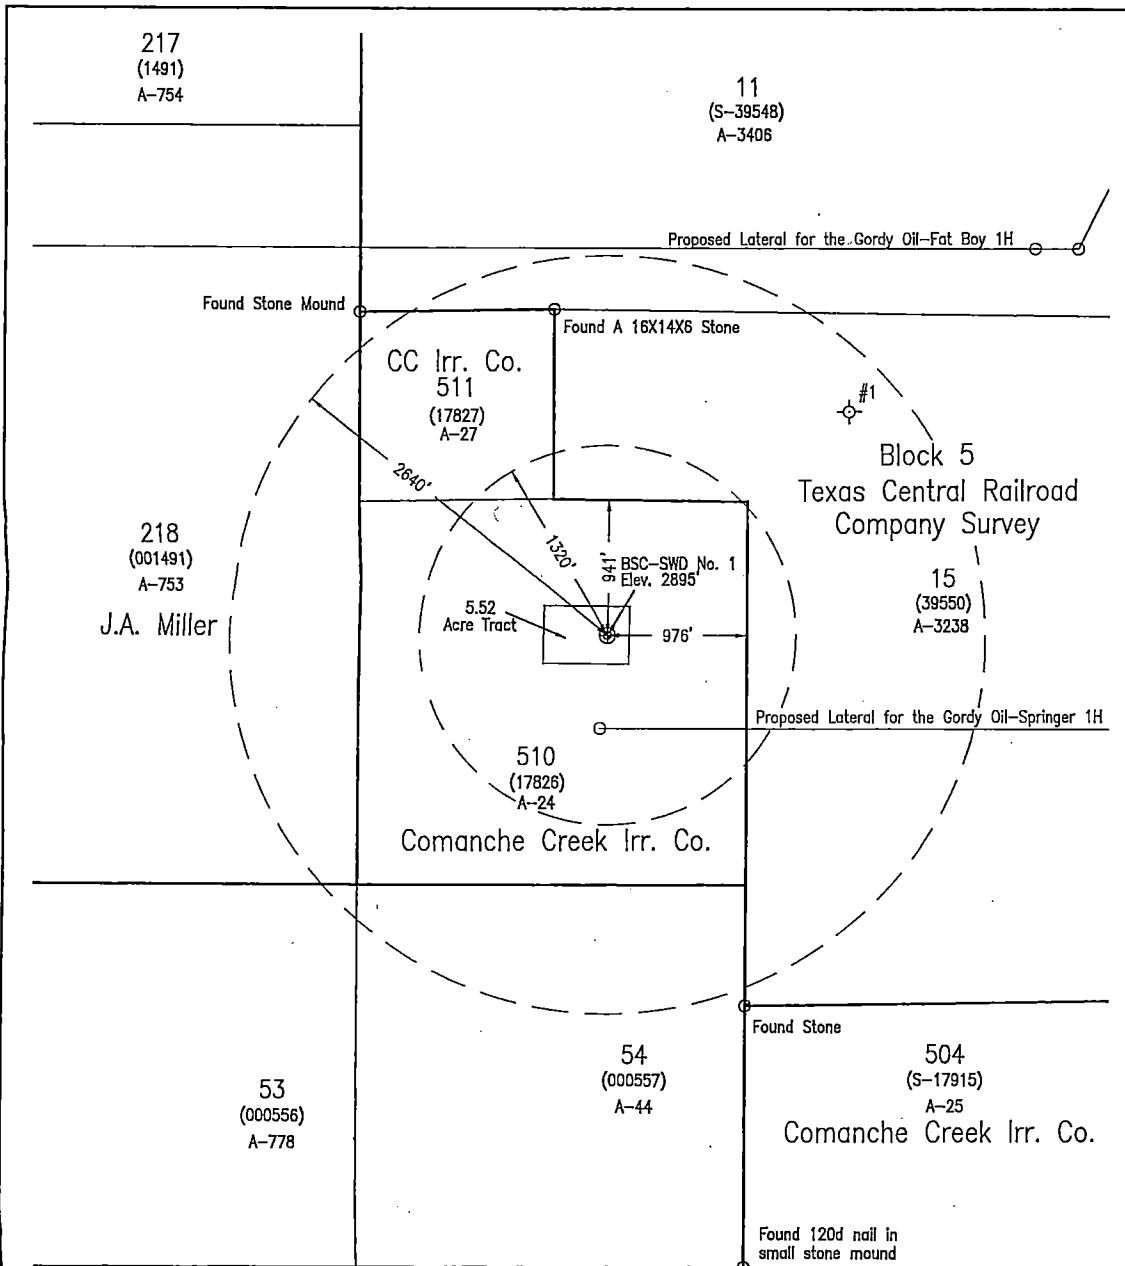 217
(1491)
A-754
11
(S-39548)
A-3406
Proposed Lateral for the Gordy Oil-Fat Boy 1H
Found Stone Mound
Found A 16X14X6 Stone
CC Irr. Co.
511
(17827)
A-27
#1
Block 5
Texas Central Railroad
Company Survey
2640'
1320'
941'
BSC-SWD No. 1
Elev. 2895'
218
(001491)
A-753
J.A. Miller
15
(39550)
A-3238
5.52
Acre Tract
976'
Proposed Lateral for the Gordy Oil-Springer 1H
510
(17826)
A-24
Comanche Creek Irr. Co.
Found Stone
54
(000557)
A-44
504
(S-17915)
A-25
Comanche Creek Irr. Co.
53
(000556)
A-778
Found 120d nail in
small stone mound